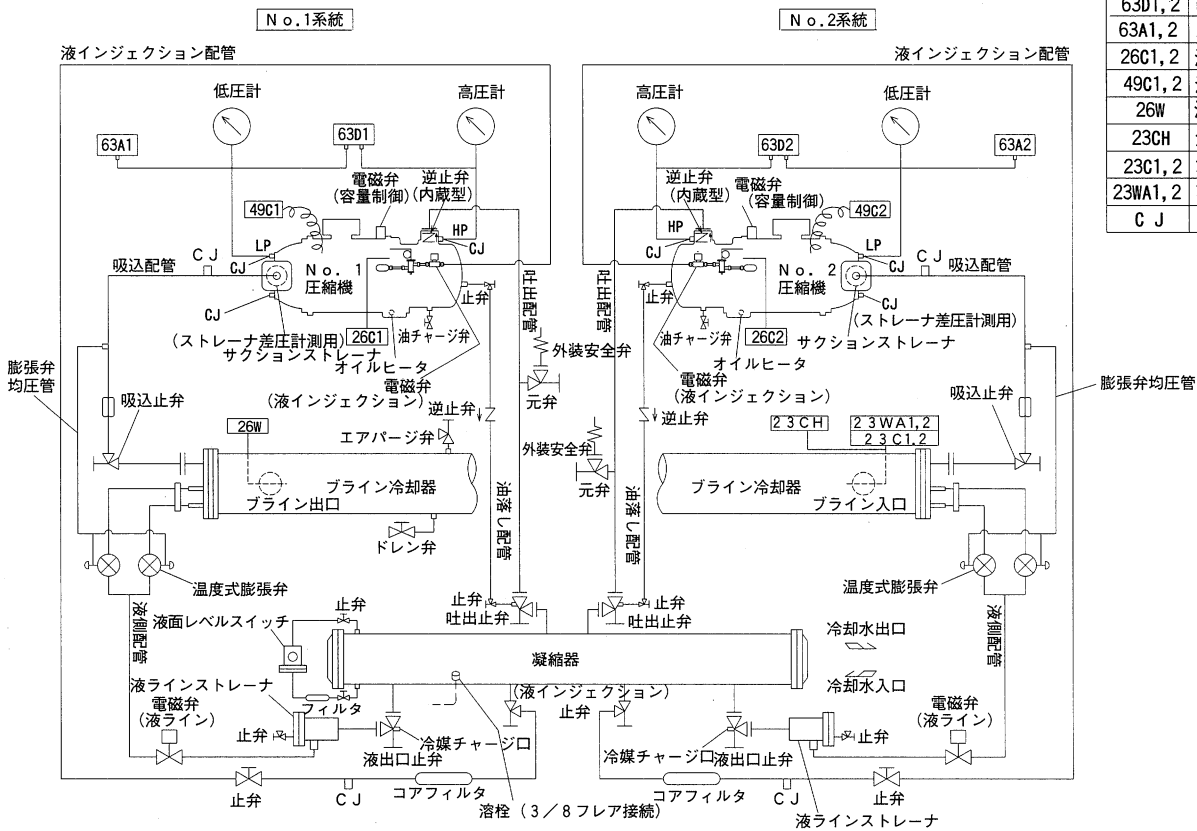 No.1系統
No.2系統
63D1,2
63A1,2
26C1,2
49C1,2
26W
23CH
23C1,2
23WA1,2
CJ
液インジェクション配管
液インジェクション配管
低圧計
高圧計
高圧計
低圧計
63A1
63D1
63D2
63A2
電磁弁
(容量制御)
逆止弁
(内蔵型)
逆止弁
(内蔵型)
電磁弁
(容量制御)
49C1
49C2
CJ
LP
HP
CJ
HP
CJ
LP
CJ
吸込配管
CJ
No.1
圧縮機
No.2
圧縮機
CJ
吸込配管
CJ
CJ
止弁
吐出配管
吐出配管
止弁
(ストレーナ差圧計測用)
サクションストレーナ
26C1
オイルヒータ
油チャージ弁
油チャージ弁
26C2
オイルヒータ
(ストレーナ差圧計測用)
サクションストレーナ
外装安全弁
元弁
電磁弁
(液インジェクション)
電磁弁
(液インジェクション)
膨張弁
均圧管
膨張弁均圧管
吸込止弁
吸込止弁
逆止弁
逆止弁
26W
エアパージ弁
外装安全弁
元弁
23CH
23WA1,2
23C1,2
ブライン冷却器
ブライン出口
ブライン冷却器
ブライン入口
油落し配管
油落し配管
ドレン弁
温度式膨張弁
温度式膨張弁
液側配管
液側配管
止弁
吐出止弁
止弁
吐出止弁
止弁
液面レベルスイッチ
凝縮器
冷却水出口
冷却水入口
液ラインストレーナ
フィルタ
(液インジェクション)
止弁
電磁弁
(液ライン)
電磁弁
(液ライン)
止弁
冷媒チャージ口
液出口止弁
冷媒チャージ口
液出口止弁
止弁
止弁
CJ
コアフィルタ
コアフィルタ
CJ
止弁
溶栓(3/8フレア接続)
液ラインストレーナ